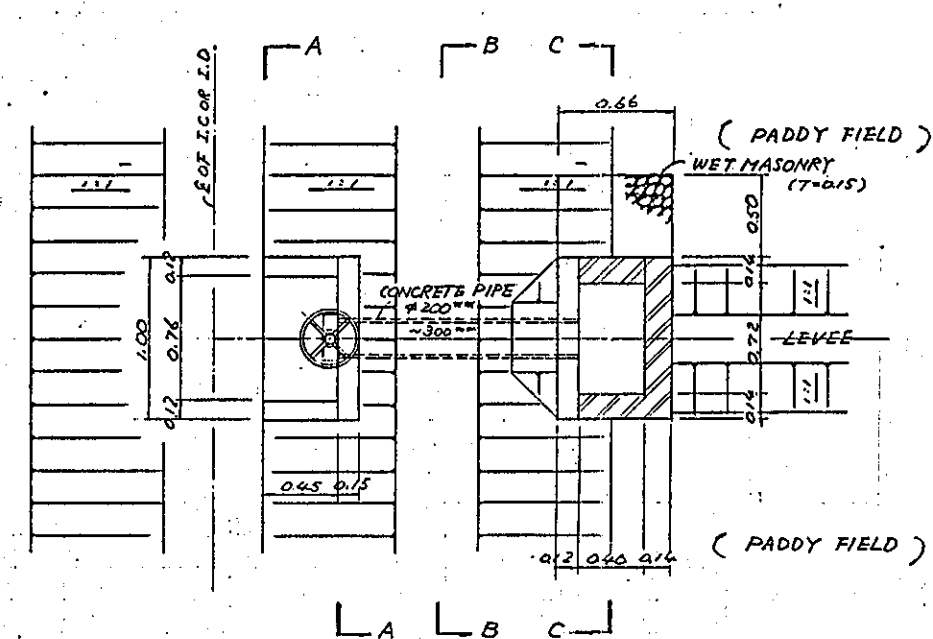 A
B
C
0.66
( PADDY FIELD )
WET MASONRY
(T=0.15)
℄ OF I.C OR I.D
1:1
1:1
1:1
0.50
0.12
0.14
1:1
CONCRETE PIPE
φ200mm
~300mm
1.00
0.76
0.72
LEVEE
1:1
0.12
0.14
0.45
0.15
0.12
0.40
0.14
( PADDY FIELD )
A
B
C